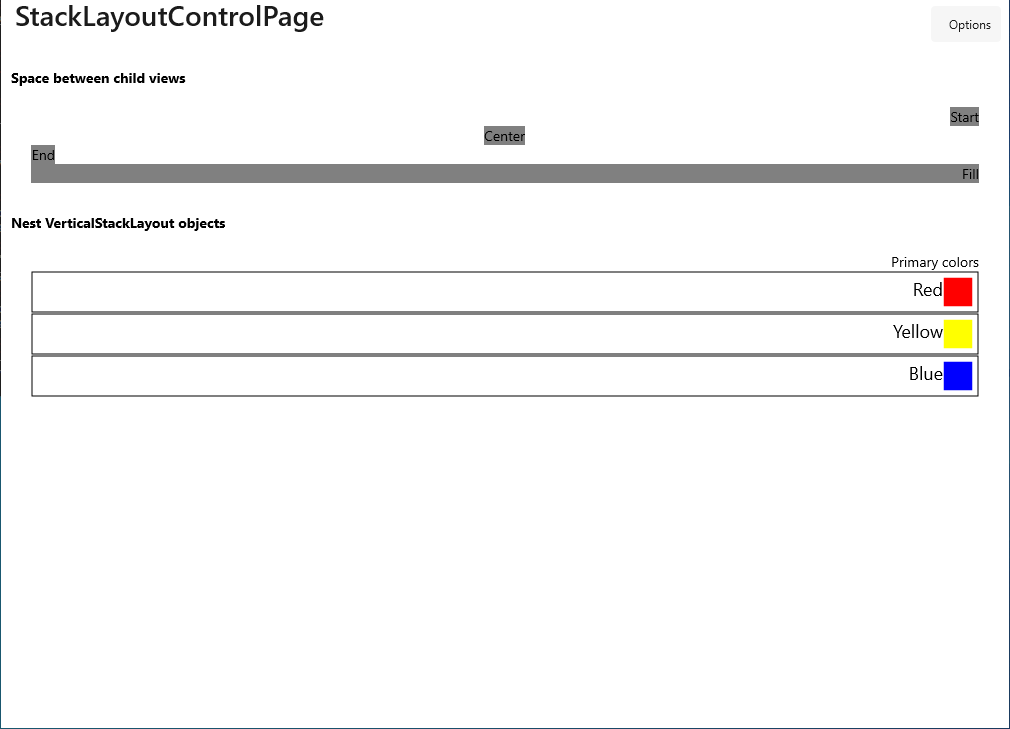 StackLayoutControlPage
Options
Space between child views
Start
Center
End
Fill
Nest VerticalStackLayout objects
Primary colors
Red
Yellow
Blue